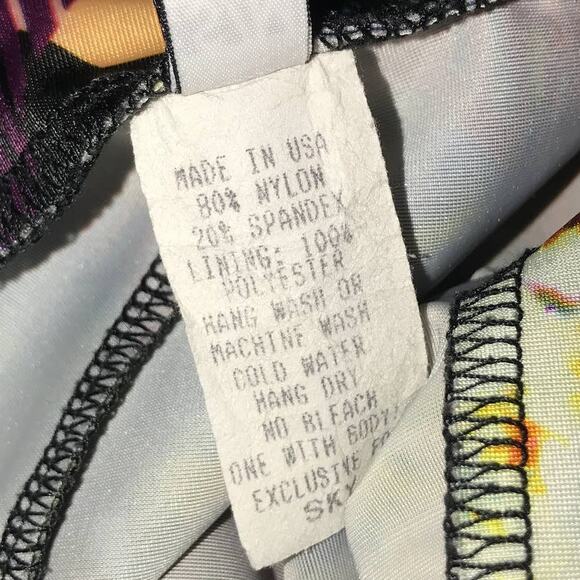 MADE IN USA
80% NYLON
20% SPANDEX
LINING: 100%
POLYESTER
HANG WASH OR
MACHINE WASH
COLD WATER
HANG DRY
NO BLEACH
ONE WITH BODY!
EXCLUSIVE
SKY